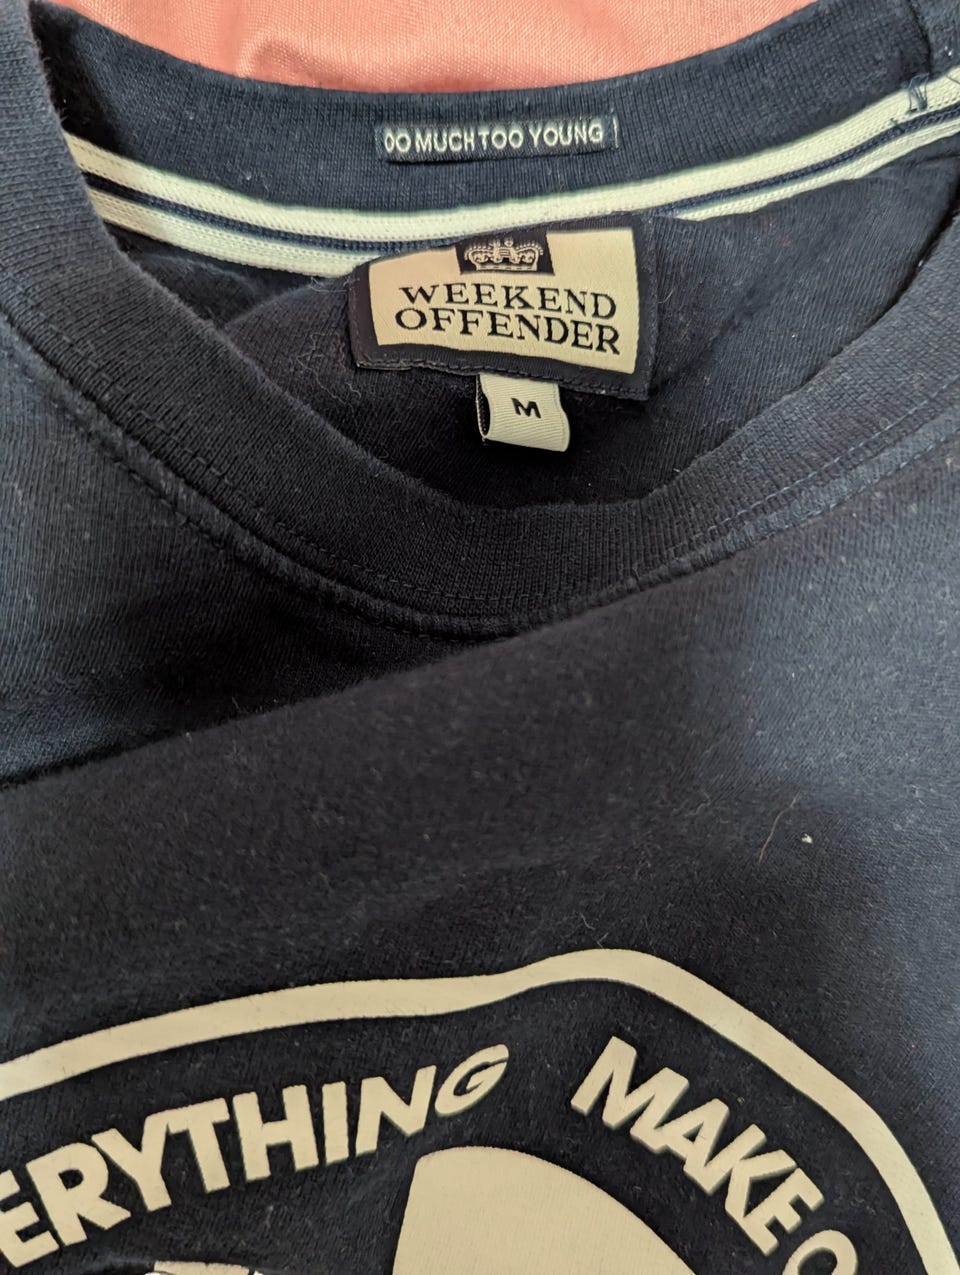 OO MUCH TOO YOUNG
WEEKEND
OFFENDER
M
ERYTHING MAKE